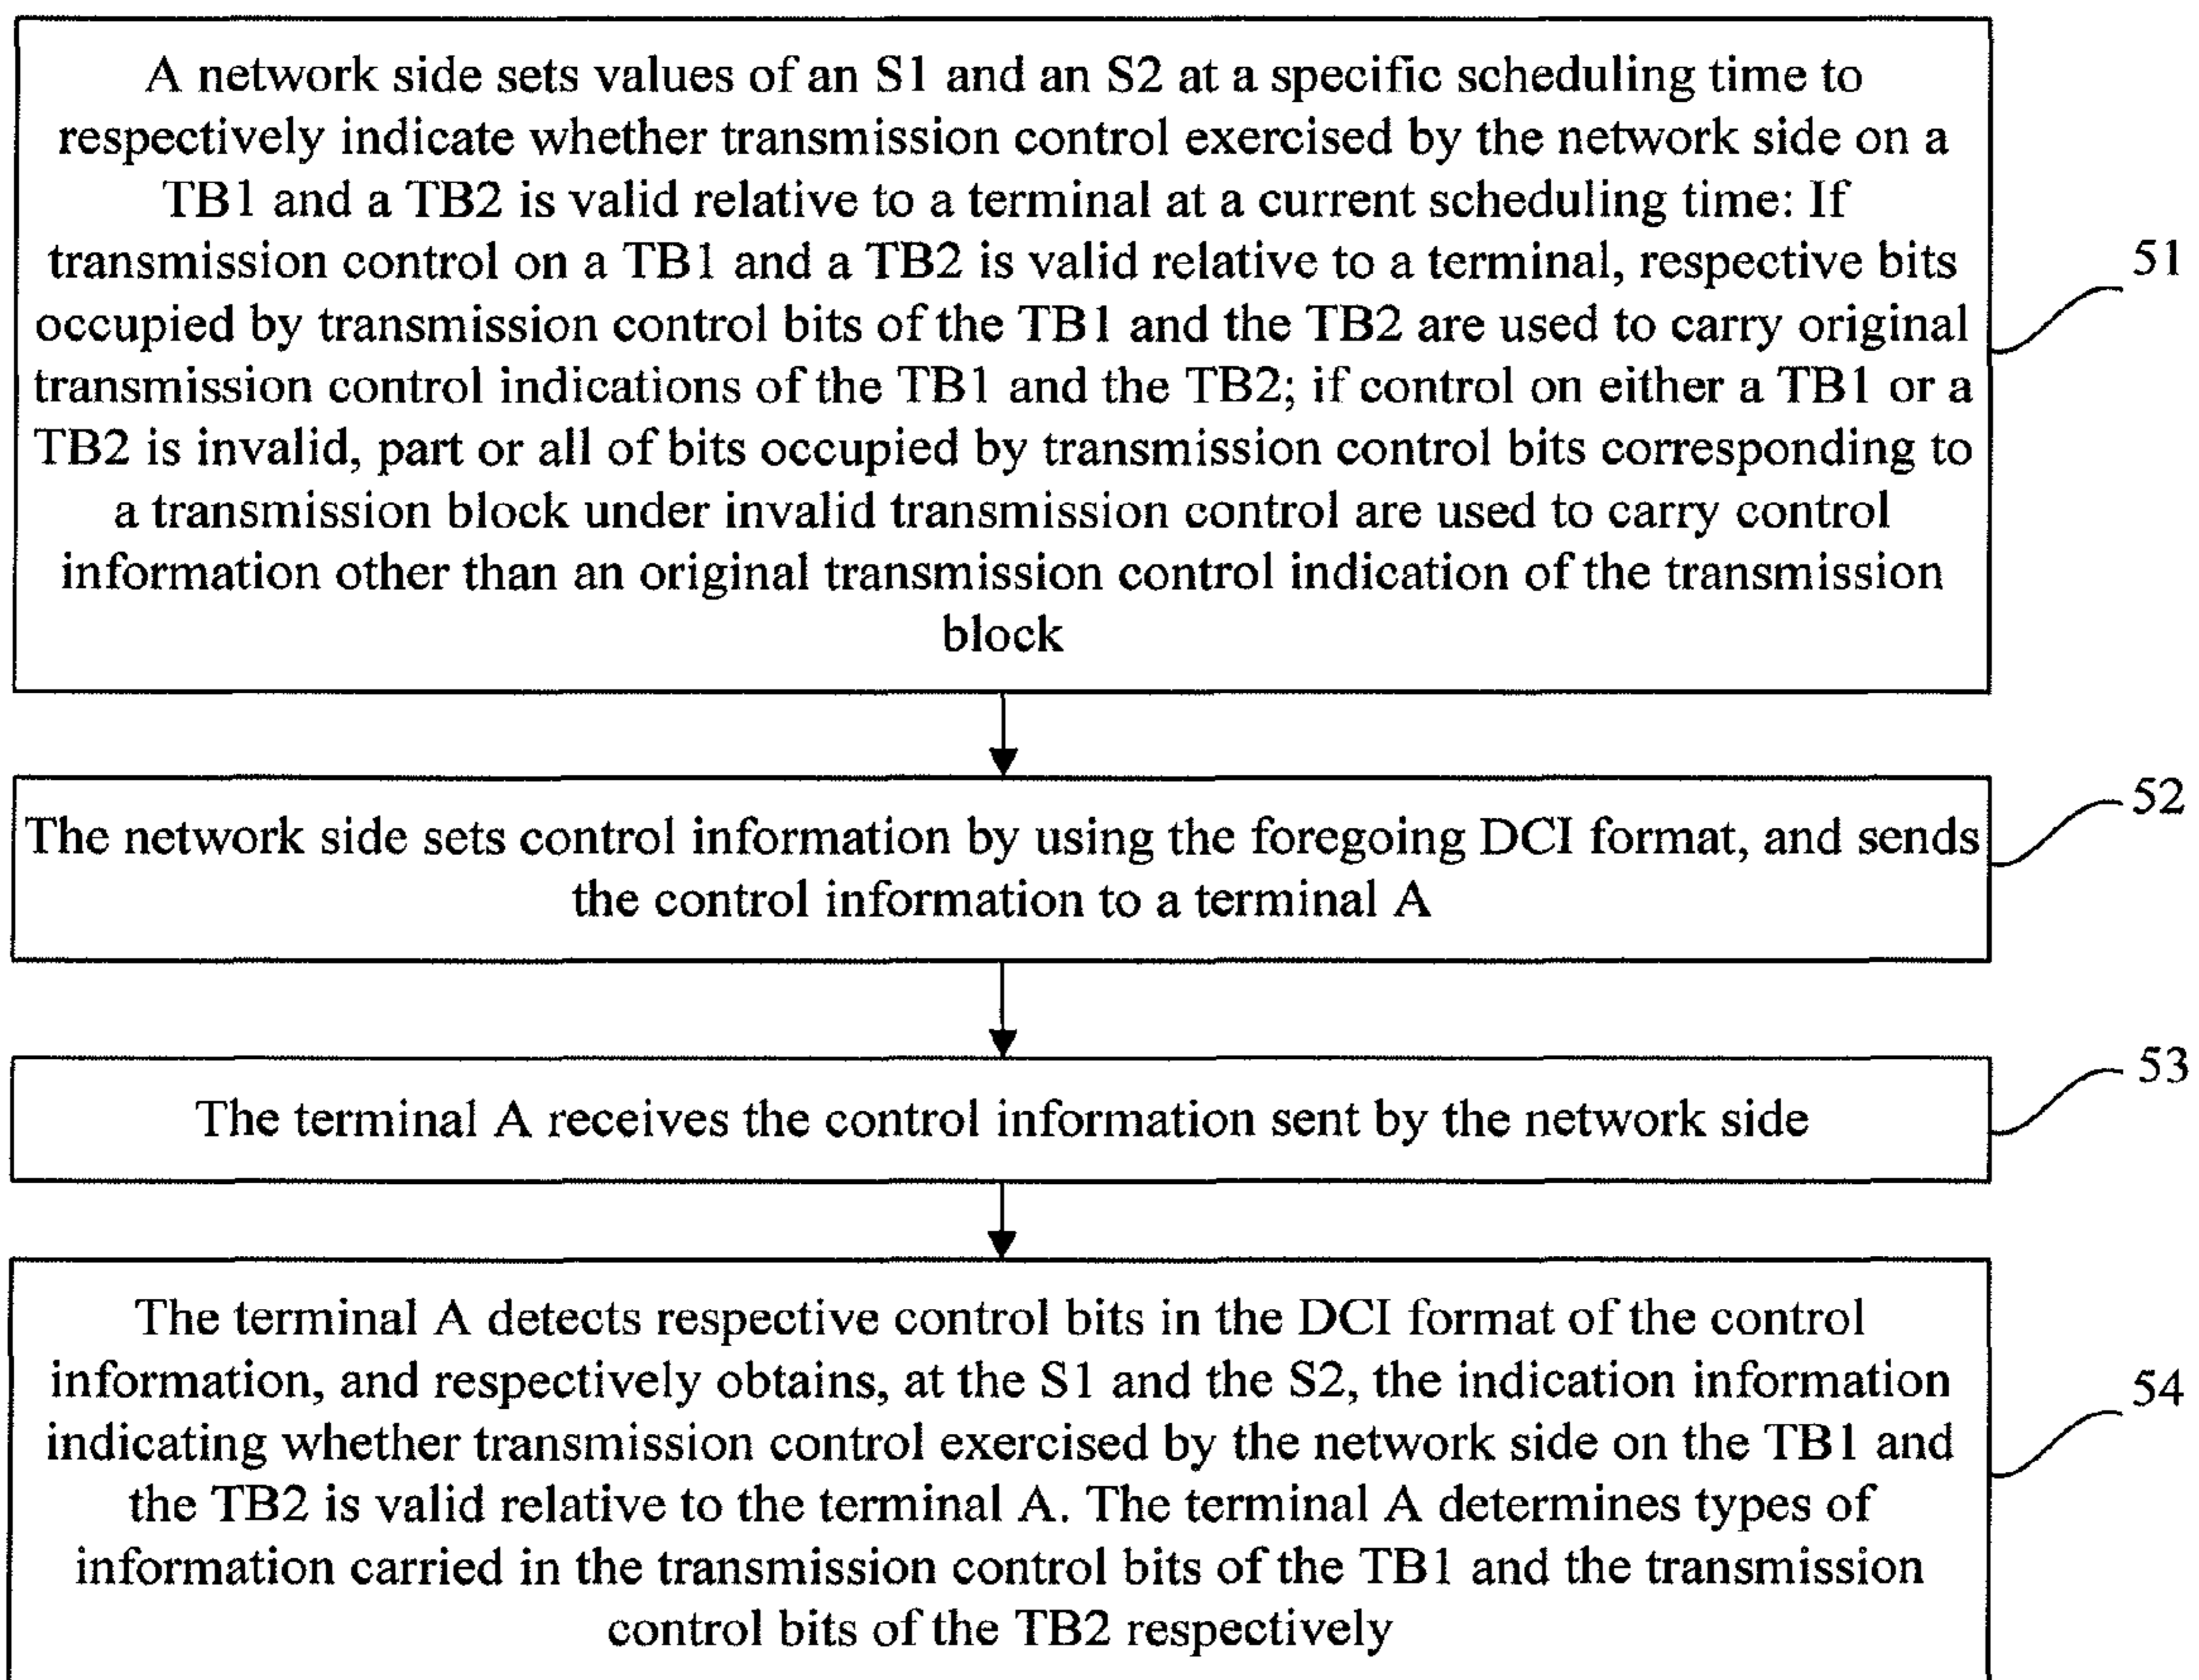 A network side sets values of an S1 and an S2 at a specific scheduling time to
respectively indicate whether transmission control exercised by the network side on a
TB1 and a TB2 is valid relative to a terminal at a current scheduling time: If
transmission control on a TB1 and a TB2 is valid relative to a terminal, respective bits
occupied by transmission control bits of the TB1 and the TB2 are used to carry original
transmission control indications of the TB1 and the TB2; if control on either a TB1 or a
TB2 is invalid, part or all of bits occupied by transmission control bits corresponding to
a transmission block under invalid transmission control are used to carry control
information other than an original transmission control indication of the transmission
block
51
The network side sets control information by using the foregoing DCI format, and sends
the control information to a terminal A
52
The terminal A receives the control information sent by the network side
53
The terminal A detects respective control bits in the DCI format of the control
information, and respectively obtains, at the S1 and the S2, the indication information
indicating whether transmission control exercised by the network side on the TB1 and
the TB2 is valid relative to the terminal A. The terminal A determines types of
information carried in the transmission control bits of the TB1 and the transmission
control bits of the TB2 respectively
54